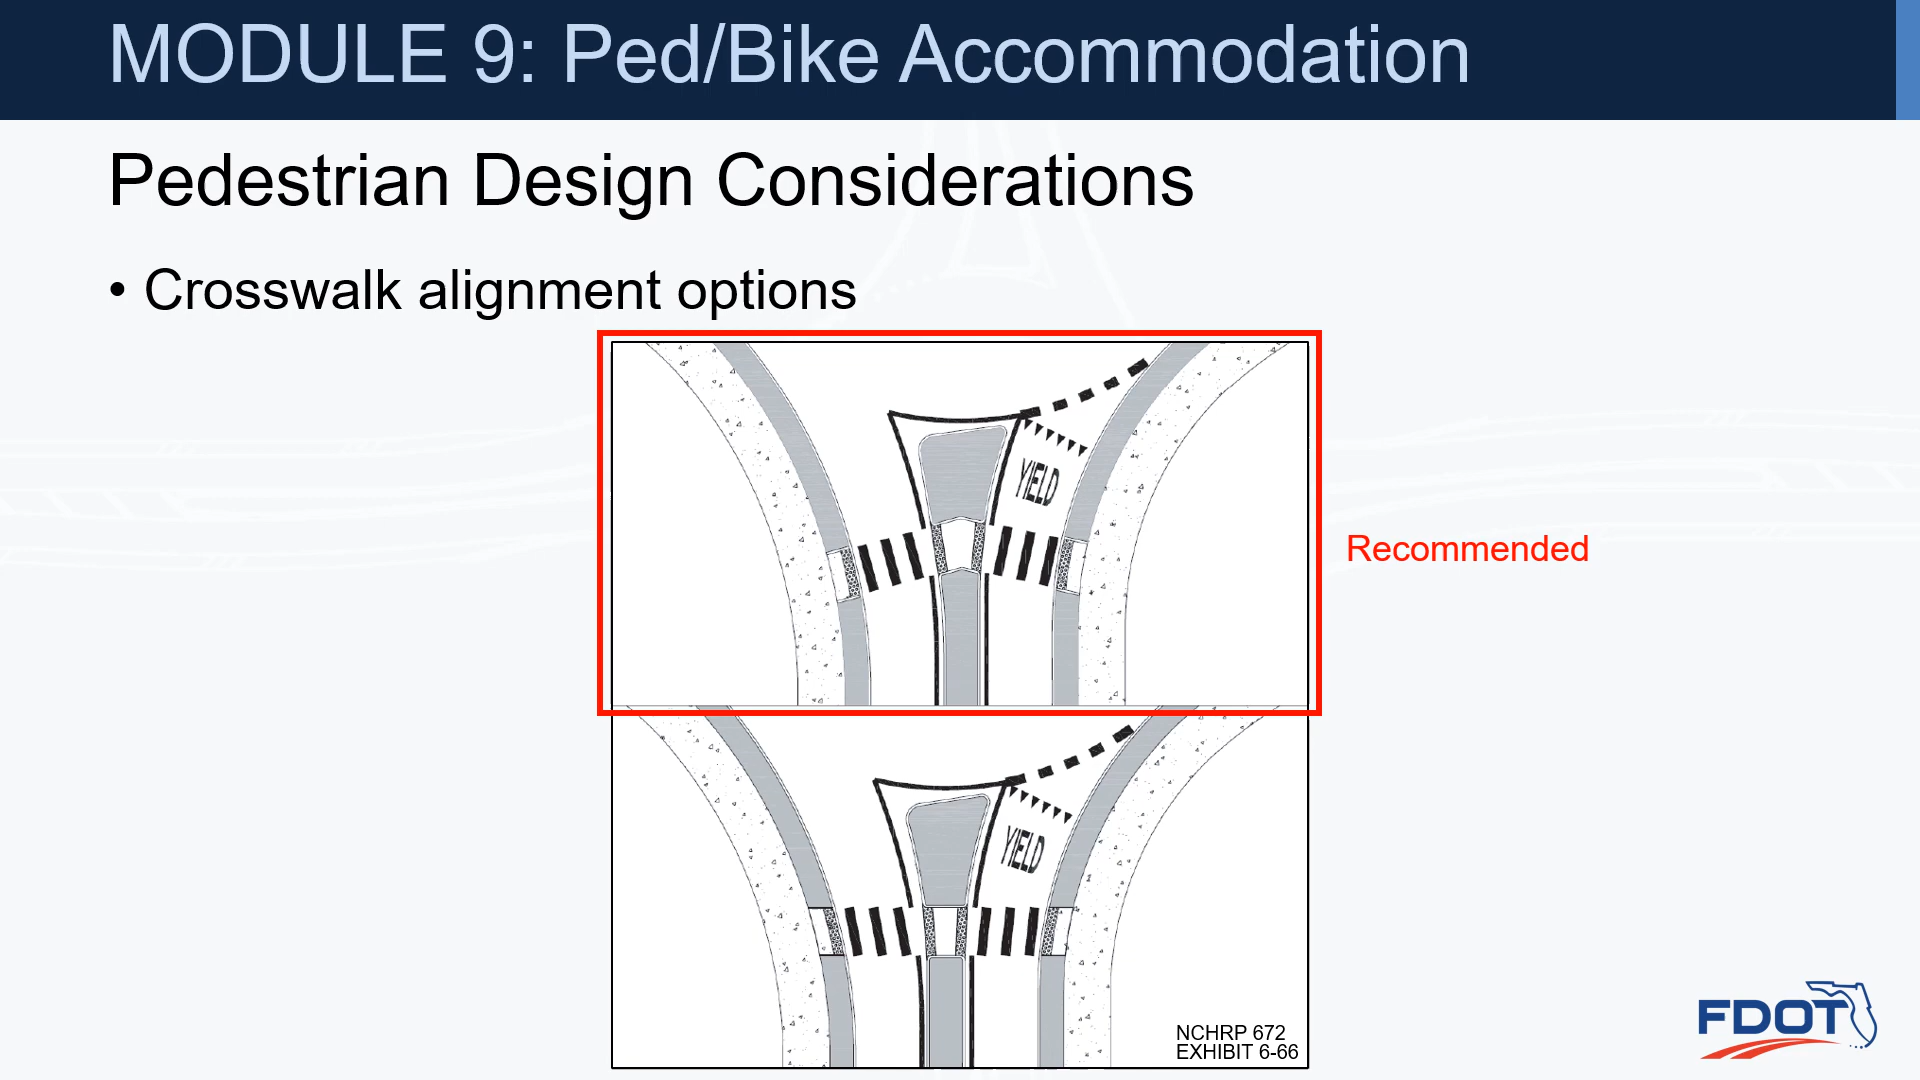 MODULE 9: Ped/Bike Accommodation
Pedestrian Design Considerations
• Crosswalk alignment options
YIELD
Recommended
YIELD
NCHRP 672
EXHIBIT 6-66
FDOT